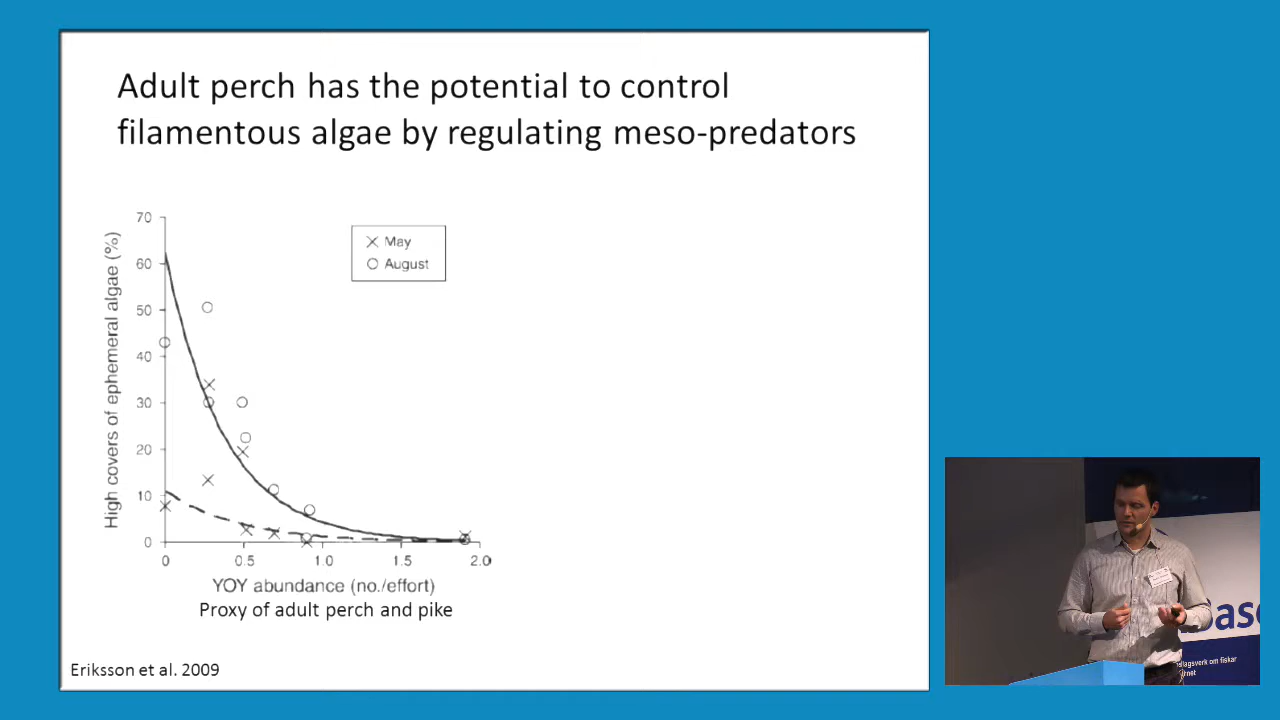 Adult perch has the potential to control
filamentous algae by regulating meso-predators
70
60
50
40
30
20
10
0
High covers of ephemeral algae (%)
May
August
0
0.5
1.0
1.5
2.0
YOY abundance (no./effort)
Proxy of adult perch and pike
Eriksson et al. 2009
om fiskar